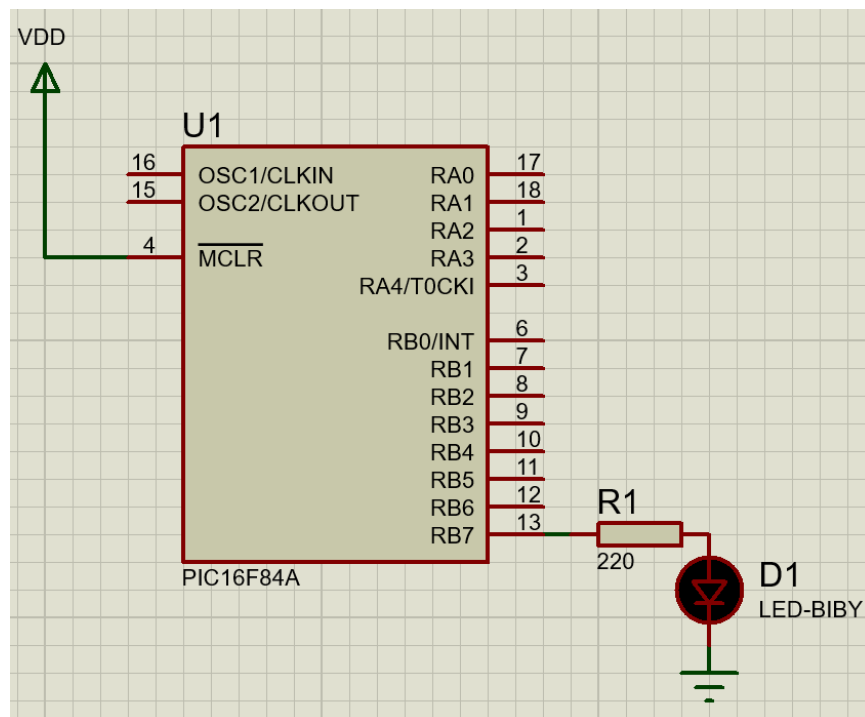 VDD
U1
16 OSC1/CLKIN RA0 17
15 OSC2/CLKOUT RA1 18
RA2 1
4 MCLR RA3 2
RA4/T0CKI 3
RB0/INT 6
RB1 7
RB2 8
RB3 9
RB4 10
RB5 11
RB6 12
RB7 13
R1
220
PIC16F84A
D1
LED-BIBY